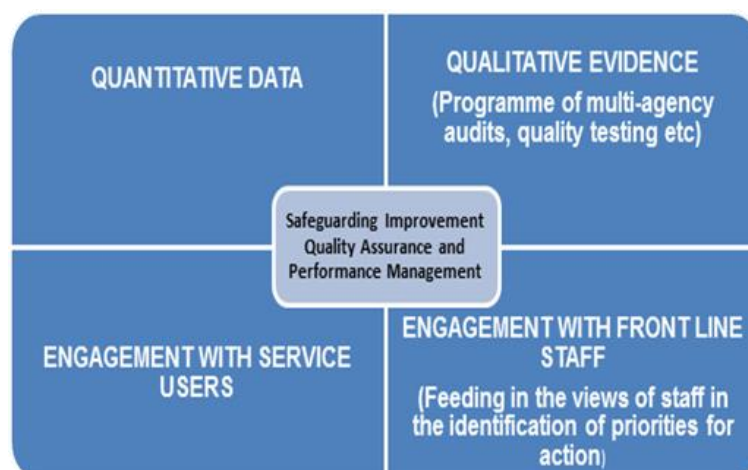 QUANTITATIVE DATA
QUALITATIVE EVIDENCE
(Programme of multi-agency
audits, quality testing etc)
Safeguarding Improvement
Quality Assurance and
Performance Management
ENGAGEMENT WITH SERVICE
USERS
ENGAGEMENT WITH FRONT LINE
STAFF
(Feeding in the views of staff in
the identification of priorities for
action)